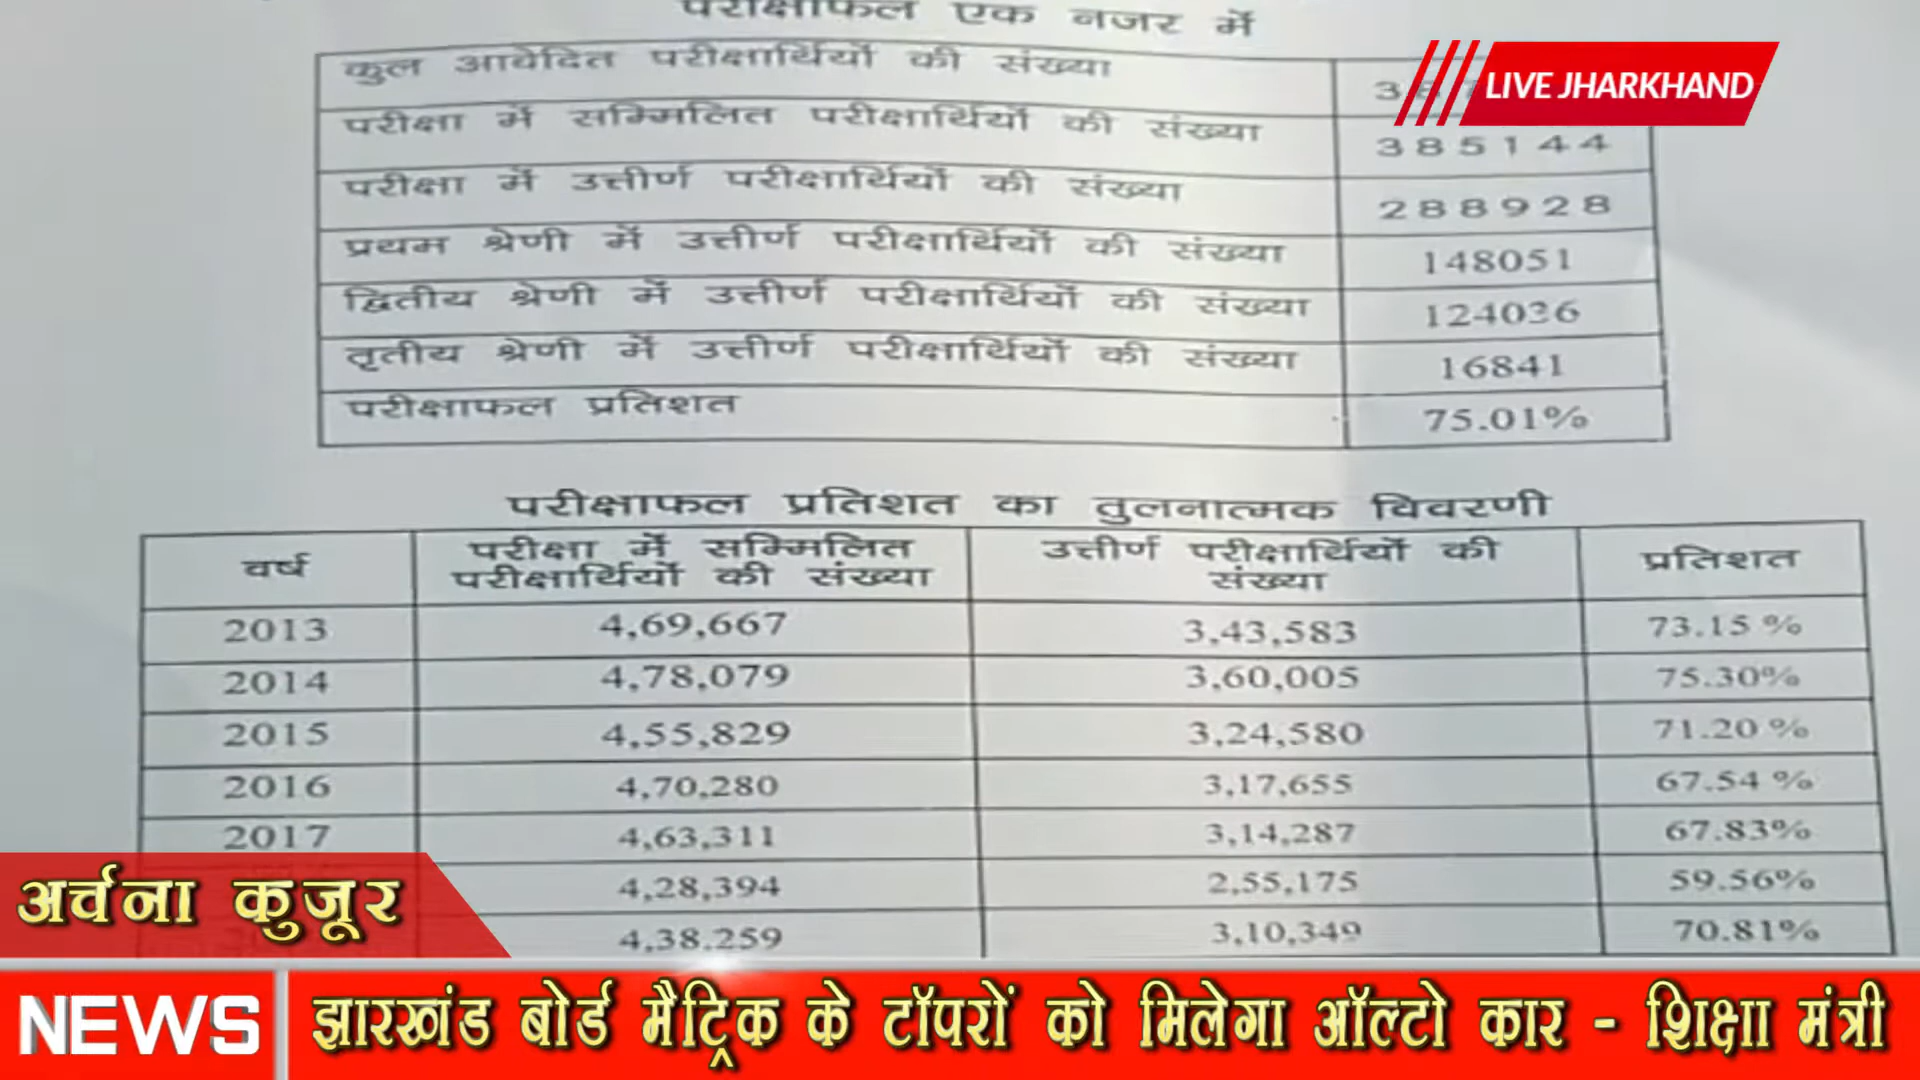 परीक्षाफल एक नजर में
LIVE JHARKHAND
कुल आवेदित परीक्षार्थियों की संख्या
परीक्षा में सम्मिलित परीक्षार्थियों की संख्या 385144
परीक्षा में उत्तीर्ण परीक्षार्थियों की संख्या 288928
प्रथम श्रेणी में उत्तीर्ण परीक्षार्थियों की संख्या 148051
द्वितीय श्रेणी में उत्तीर्ण परीक्षार्थियों की संख्या 124036
तृतीय श्रेणी में उत्तीर्ण परीक्षार्थियों की संख्या 16841
परीक्षाफल प्रतिशत 75.01%
परीक्षाफल प्रतिशत का तुलनात्मक विवरणी
वर्ष परीक्षा में सम्मिलित परीक्षार्थियों की संख्या उत्तीर्ण परीक्षार्थियों की संख्या प्रतिशत
2013 4,69,667 3,43,583 73.15 %
2014 4,78,079 3,60,005 75.30%
2015 4,55,829 3,24,580 71.20 %
2016 4,70,280 3,17,655 67.54 %
2017 4,63,311 3,14,287 67.83%
4,28,394 2,55,175 59.56%
4,38.259 3,10,349 70.81%
अर्चना कुजूर
NEWS झारखांड बोर्ड मैट्रिक के टॉपरों को मिलेगा ऑल्टो कार - शिक्षा मंत्री